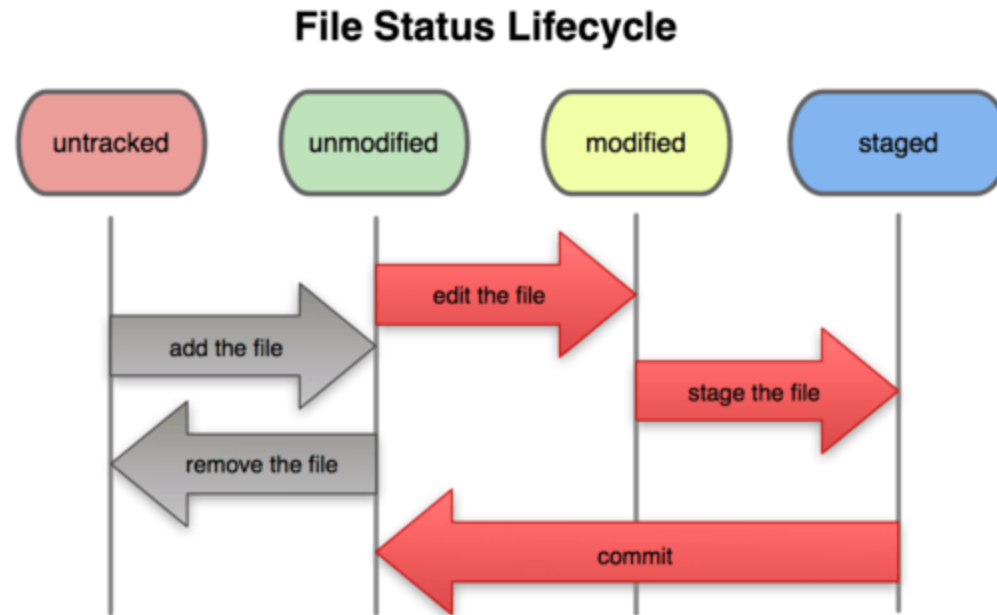 File Status Lifecycle
untracked
unmodified
modified
staged
edit the file
add the file
stage the file
remove the file
commit